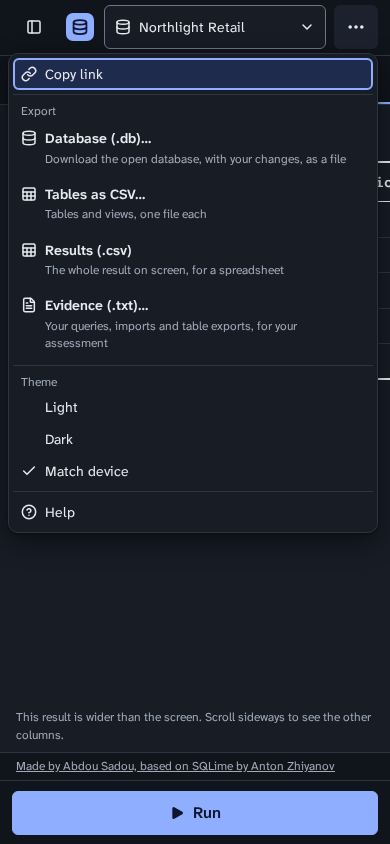 Northlight Retail
Copy link
Export
Database (.db)...
Download the open database, with your changes, as a file
Tables as CSV...
Tables and views, one file each
Results (.csv)
The whole result on screen, for a spreadsheet
Evidence (.txt)...
Your queries, imports and table exports, for your
assessment
Theme
Light
Dark
Match device
Help
This result is wider than the screen. Scroll sideways to see the other
columns.
Made by Abdou Sadou, based on SQLime by Anton Zhiyanov
Run